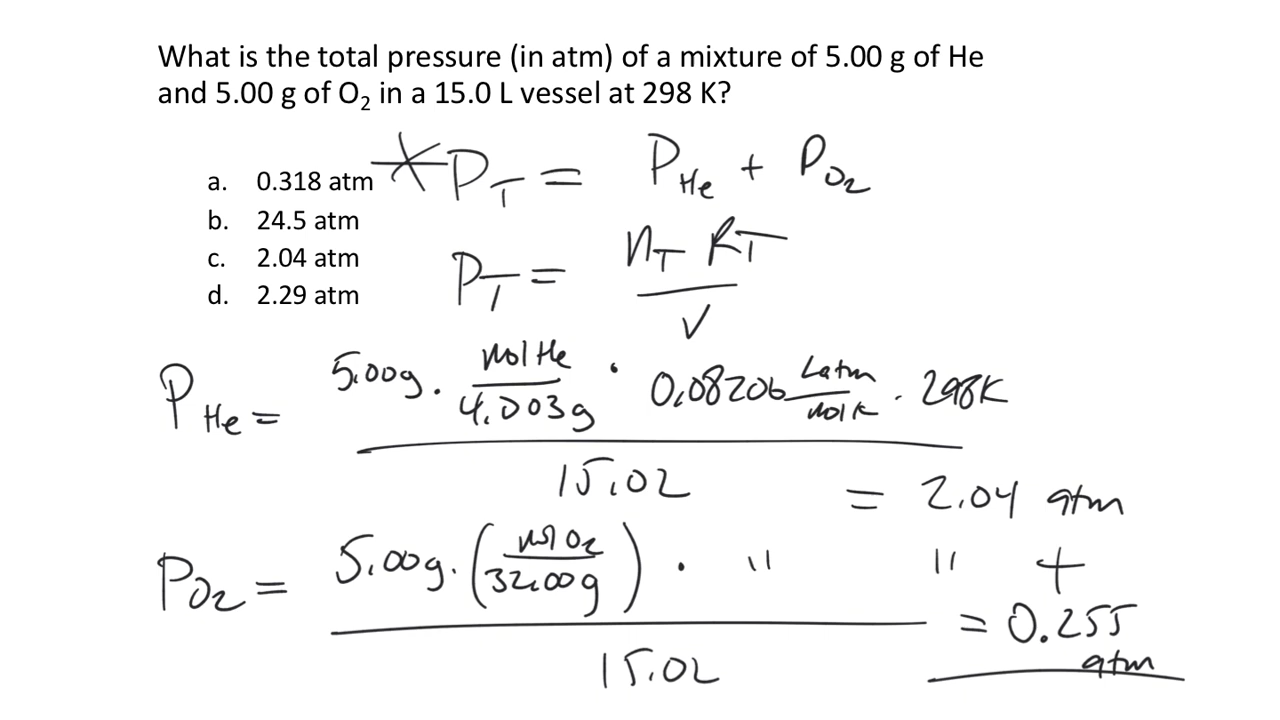 What is the total pressure (in atm) of a mixture of 5.00 g of He
and 5.00 g of O₂ in a 15.0 L vessel at 298 K?
a. 0.318 atm
b. 24.5 atm
c. 2.04 atm
d. 2.29 atm
* P_T = P_He + P_O₂
P_T = n_T RT
V
P_He = 5.00g · mol He / 4.003g · 0.08206 L atm / mol K · 298K
15.0L
= 2.04 atm
P_O₂ = 5.00g · (mol O₂ / 32.00g) · " " +
15.0L
= 0.255
atm